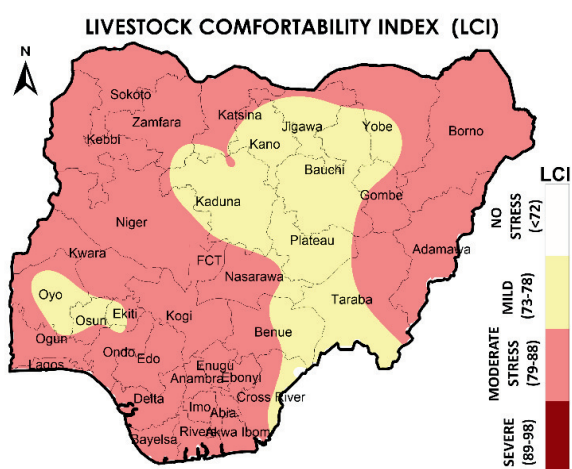 LIVESTOCK COMFORTABILITY INDEX (LCI)
N
Sokoto
Zamfara
Katsina
Kebbi
Kano
Jigawa
Yobe
Borno
Bauchi
Kaduna
Gombe
Niger
Plateau
Adamawa
Kwara
FCT
Nasarawa
Taraba
Oyo
Osun
Ekiti
Kogi
Benue
Ogun
Lagos
Ondo
Edo
Enugu
Anambra
Ebonyi
Cross River
Delta
Imo
Abia
Bayelsa
Rivers
Akwa Ibom
LCI
NO
STRESS
(<72)
MILD
(73-78)
MODERATE
STRESS
(79-88)
SEVERE
(89-98)